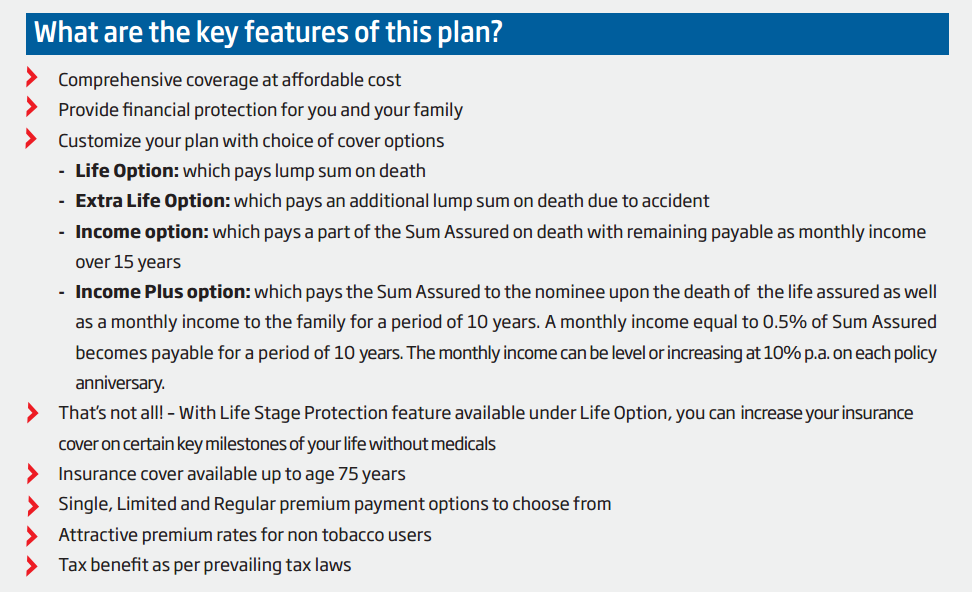 What are the key features of this plan?
Comprehensive coverage at affordable cost
Provide financial protection for you and your family
Customize your plan with choice of cover options
- Life Option: which pays lump sum on death
- Extra Life Option: which pays an additional lump sum on death due to accident
- Income option: which pays a part of the Sum Assured on death with remaining payable as monthly income
over 15 years
- Income Plus option: which pays the Sum Assured to the nominee upon the death of the life assured as well
as a monthly income to the family for a period of 10 years. A monthly income equal to 0.5% of Sum Assured
becomes payable for a period of 10 years. The monthly income can be level or increasing at 10% p.a. on each policy
anniversary.
That's not all! – With Life Stage Protection feature available under Life Option, you can increase your insurance
cover on certain key milestones of your life without medicals
Insurance cover available up to age 75 years
Single, Limited and Regular premium payment options to choose from
Attractive premium rates for non tobacco users
Tax benefit as per prevailing tax laws